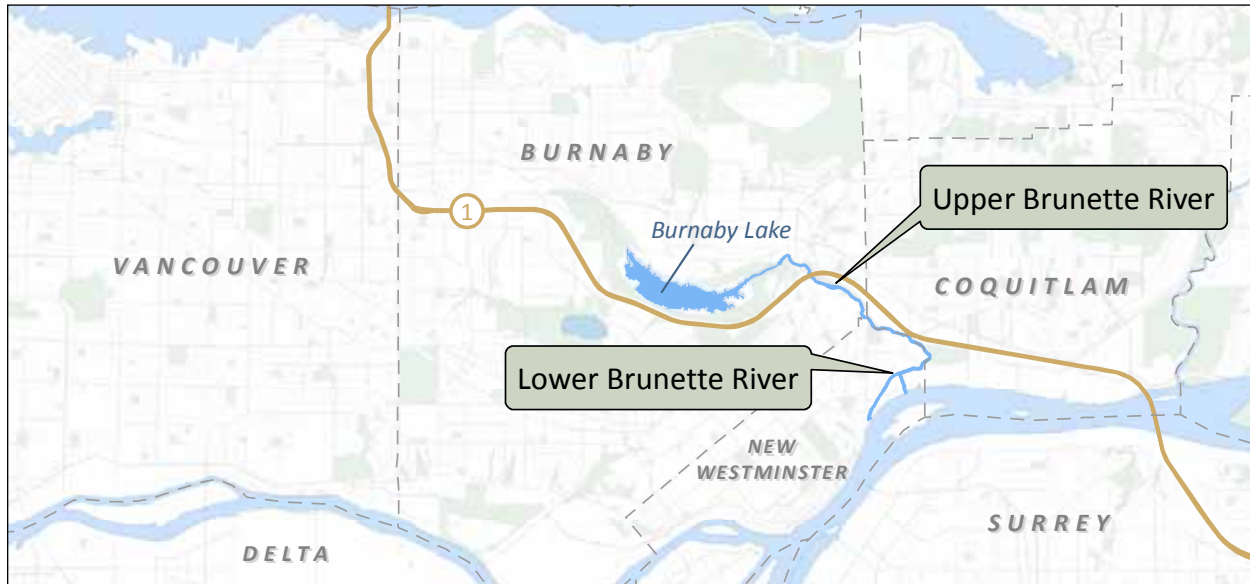 BURNABY
Upper Brunette River
1
Burnaby Lake
VANCOUVER
COQUITLAM
Lower Brunette River
NEW
WESTMINSTER
SURREY
DELTA